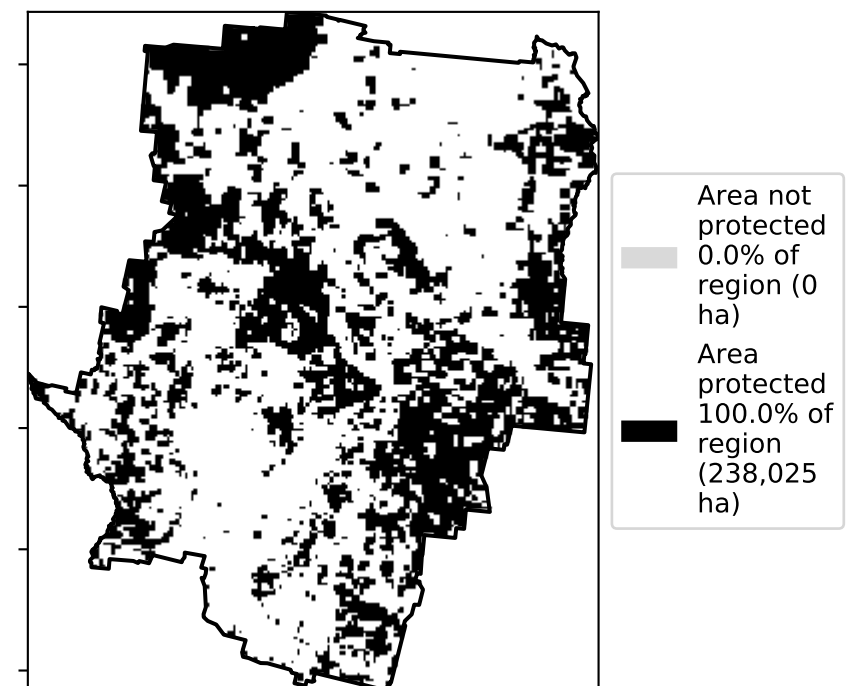 Area not
protected
0.0% of
region (0
ha)
Area
protected
100.0% of
region
(238,025
ha)